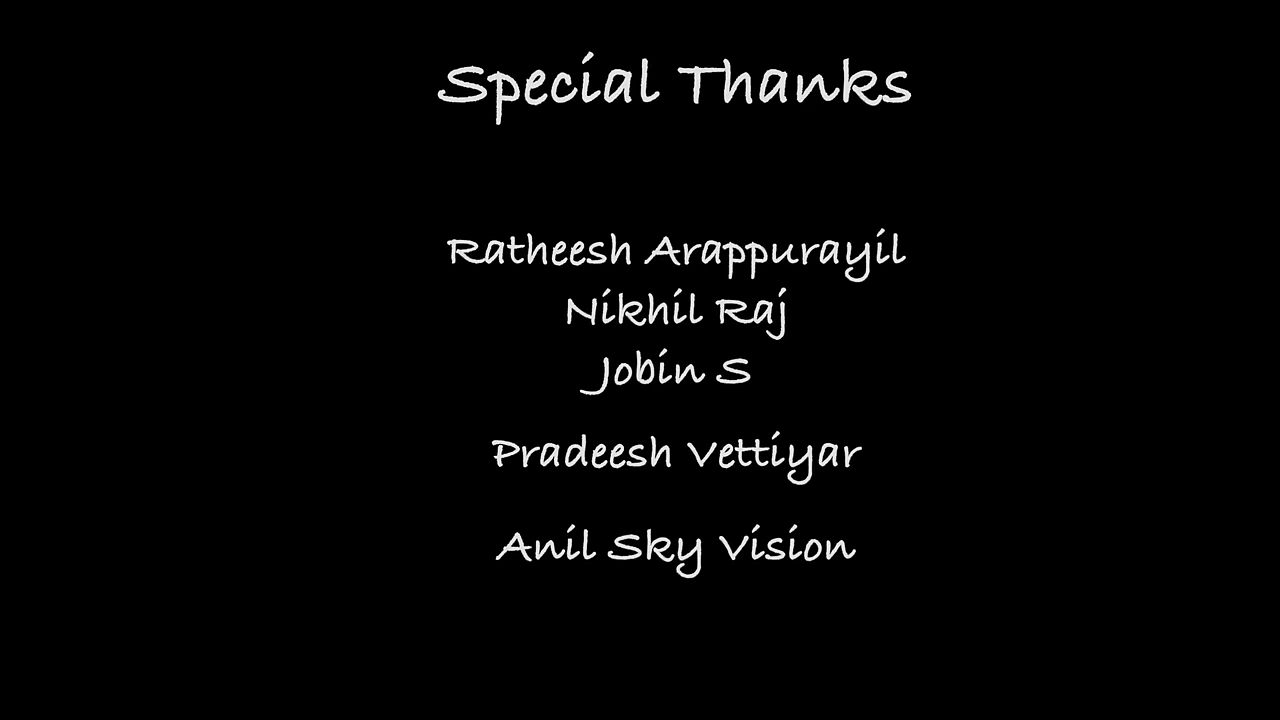 Special Thanks
Ratheesh Arappurayil
Nikhil Raj
Jobin S
Pradeesh Vettiyar
Anil Sky Vision